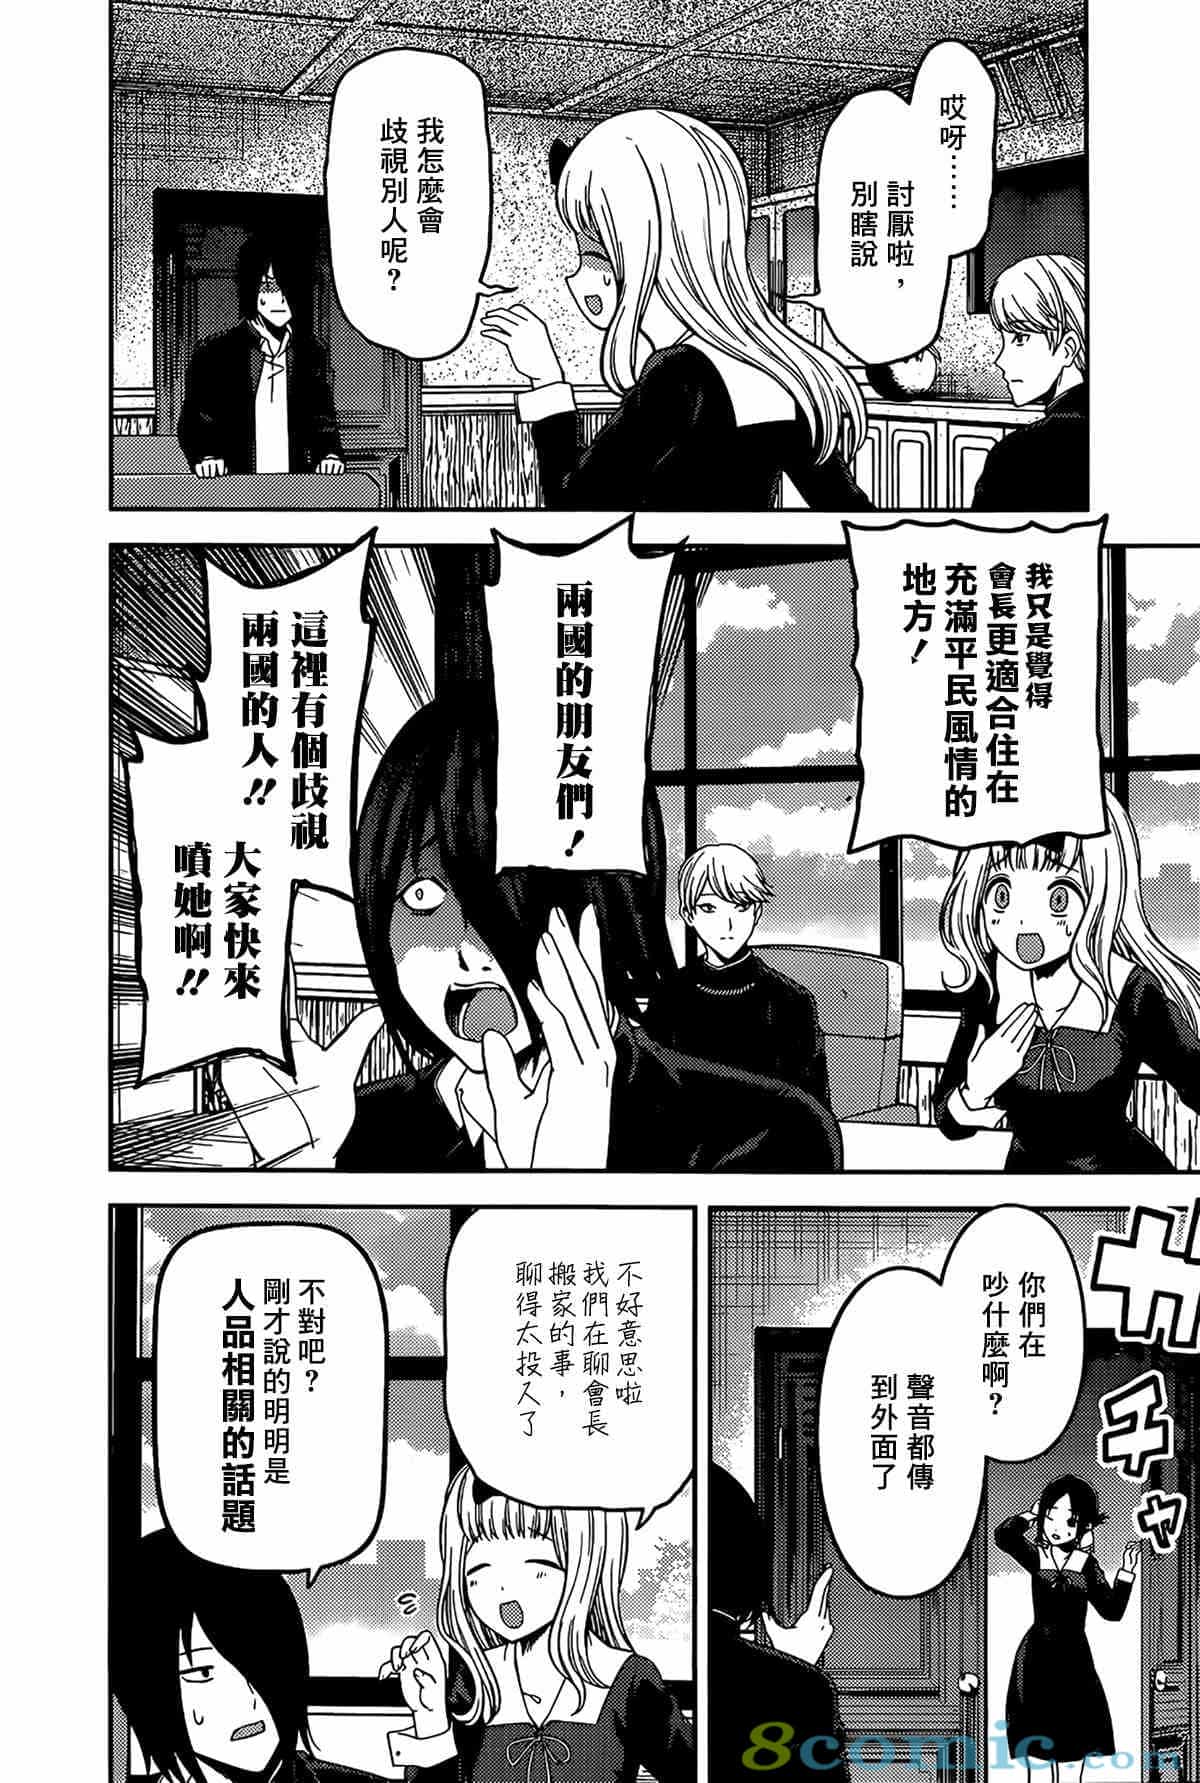 哎呀……
討厭啦，
別瞎說
我怎麼會
歧視別人呢？
我只是覺得
會長更適合住在
充滿平民風情的
地方！
兩國的朋友們！
這裡有個歧視
兩國的人！！
大家快來
噴她啊！！
ガチャ
你們在
吵什麼啊？
聲音都傳
到外面了
不好意思啦
我們在聊會長
搬家的事，
聊得太投入了
不對吧？
剛才說的明明是
人品相關的話題
8comic.com